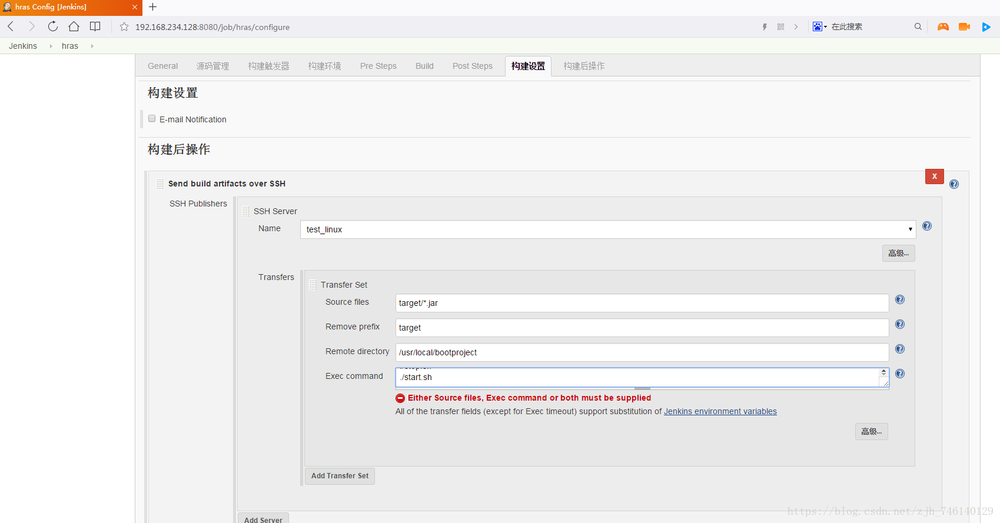 hras Config [Jenkins]
192.168.234.128:8080/job/hras/configure
在此搜索
Jenkins
hras
General
源码管理
构建触发器
构建环境
Pre Steps
Build
Post Steps
构建设置
构建后操作
构建设置
E-mail Notification
构建后操作
X
Send build artifacts over SSH
SSH Publishers
SSH Server
Name
test_linux
高级...
Transfers
Transfer Set
Source files
target/*.jar
Remove prefix
target
Remote directory
/usr/local/bootproject
Exec command
./start.sh
Either Source files, Exec command or both must be supplied
All of the transfer fields (except for Exec timeout) support substitution of Jenkins environment variables
高级...
Add Transfer Set
Add Server
https://blog.csdn.net/zjh_746140129